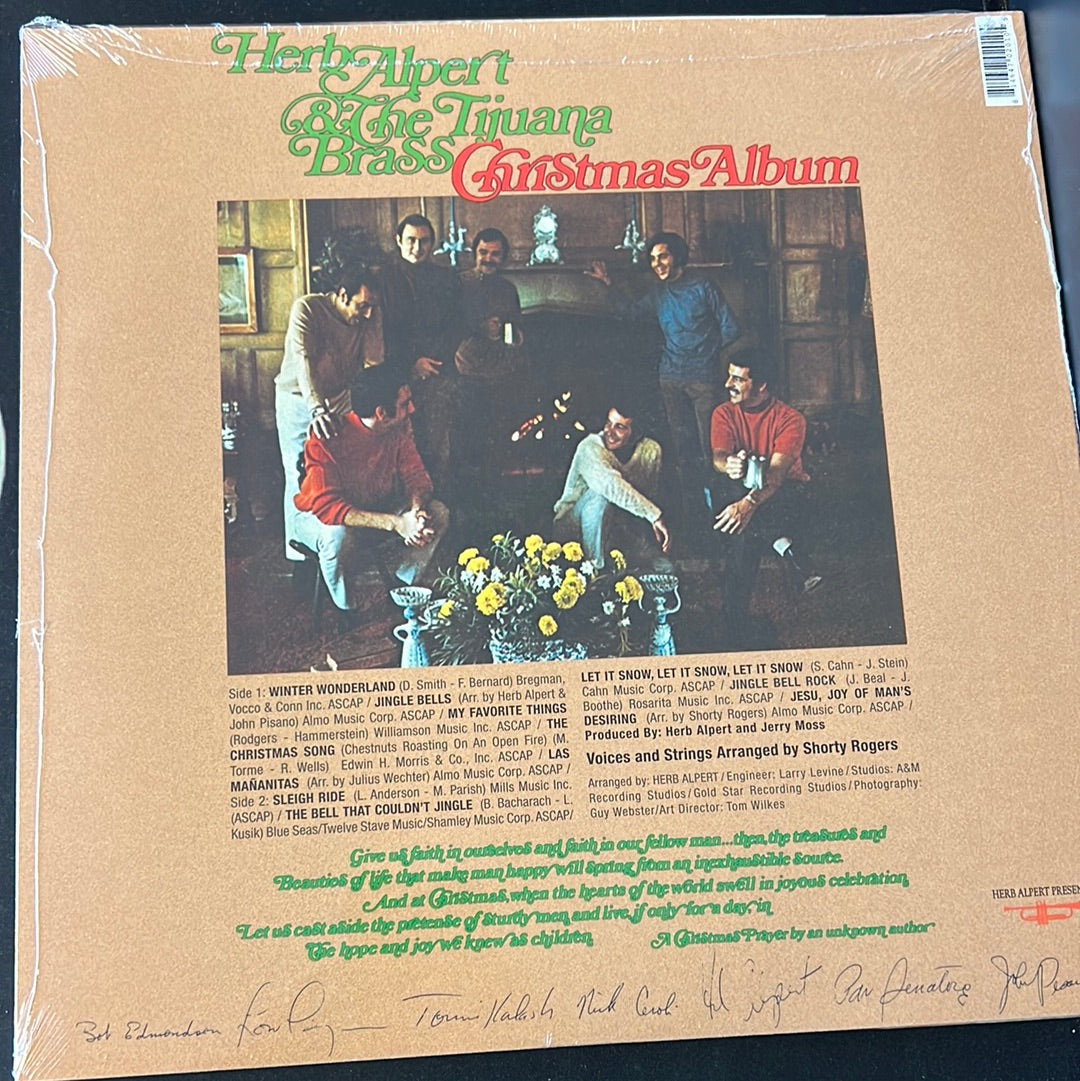 Herb Alpert
& The Tijuana
Brass Christmas Album
Side 1: WINTER WONDERLAND (D. Smith - F. Bernard) Bregman,
Vocco & Conn Inc. ASCAP / JINGLE BELLS (Arr. by Herb Alpert &
John Pisano) Almo Music Corp. ASCAP / MY FAVORITE THINGS
(Rodgers - Hammerstein) Williamson Music Inc. ASCAP / THE
CHRISTMAS SONG (Chestnuts Roasting On An Open Fire) (M.
Torme - R. Wells) Edwin H. Morris & Co., Inc. ASCAP / LAS
MAÑANITAS (Arr. by Julius Wechter) Almo Music Corp. ASCAP /
Side 2: SLEIGH RIDE (L. Anderson - M. Parish) Mills Music Inc.
(ASCAP) / THE BELL THAT COULDN'T JINGLE (B. Bacharach - L.
Kusik) Blue Seas/Twelve Stave Music/Shamley Music Corp. ASCAP/
LET IT SNOW, LET IT SNOW, LET IT SNOW (S. Cahn - J. Stein)
Cahn Music Corp. ASCAP / JINGLE BELL ROCK (J. Beal - J.
Boothe) Rosarita Music Inc. ASCAP / JESU, JOY OF MAN'S
DESIRING (Arr. by Shorty Rogers) Almo Music Corp. ASCAP /
Produced By: Herb Alpert and Jerry Moss
Voices and Strings Arranged by Shorty Rogers
Arranged by: HERB ALPERT / Engineer: Larry Levine / Studios: A&M
Recording Studios / Gold Star Recording Studios / Photography:
Guy Webster/Art Director: Tom Wilkes
Give us faith in ourselves and faith in our fellow man...then, the treasures and
Beauties of life that make man happy will spring from an inexhaustible source.
And at Christmas, when the hearts of the world swell in joyous celebration,
Let us cast aside the pretense of sturdy men, and live, if only for a day, in
The hope and joy we knew as children.
A Christmas Prayer by an unknown author
HERB ALPERT PRESEN
Bob Edmondson Tonni Kalash Nick Ceroli Pat Senatore John